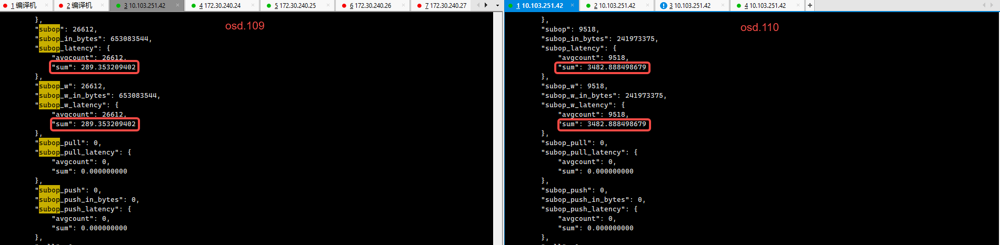 1 编译机
2 编译机
3 10.103.251.42
4 172.30.240.24
5 172.30.240.25
6 172.30.240.26
7 172.30.240.27
osd.109
},
"subop": 26612,
"subop_in_bytes": 653083544,
"subop_latency": {
"avgcount": 26612,
"sum": 289.353209402
},
"subop_w": 26612,
"subop_w_in_bytes": 653083544,
"subop_w_latency": {
"avgcount": 26612,
"sum": 289.353209402
},
"subop_pull": 0,
"subop_pull_latency": {
"avgcount": 0,
"sum": 0.000000000
},
"subop_push": 0,
"subop_push_in_bytes": 0,
"subop_push_latency": {
"avgcount": 0,
"sum": 0.000000000
},
1 10.103.251.42
2 10.103.251.42
3 10.103.251.42
4 10.103.251.42
osd.110
},
"subop": 9518,
"subop_in_bytes": 241973375,
"subop_latency": {
"avgcount": 9518,
"sum": 3482.888498679
},
"subop_w": 9518,
"subop_w_in_bytes": 241973375,
"subop_w_latency": {
"avgcount": 9518,
"sum": 3482.888498679
},
"subop_pull": 0,
"subop_pull_latency": {
"avgcount": 0,
"sum": 0.000000000
},
"subop_push": 0,
"subop_push_in_bytes": 0,
"subop_push_latency": {
"avgcount": 0,
"sum": 0.000000000
},